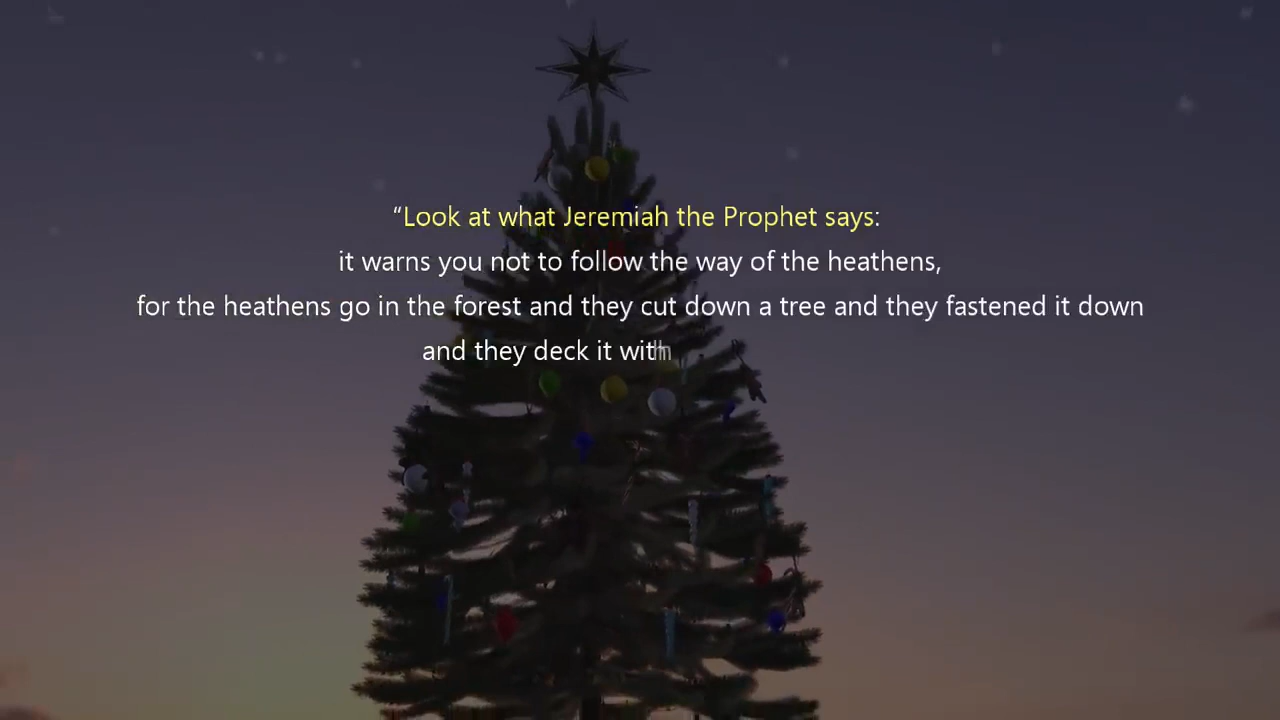 “Look at what Jeremiah the Prophet says:
it warns you not to follow the way of the heathens,
for the heathens go in the forest and they cut down a tree and they fastened it down
and they deck it with